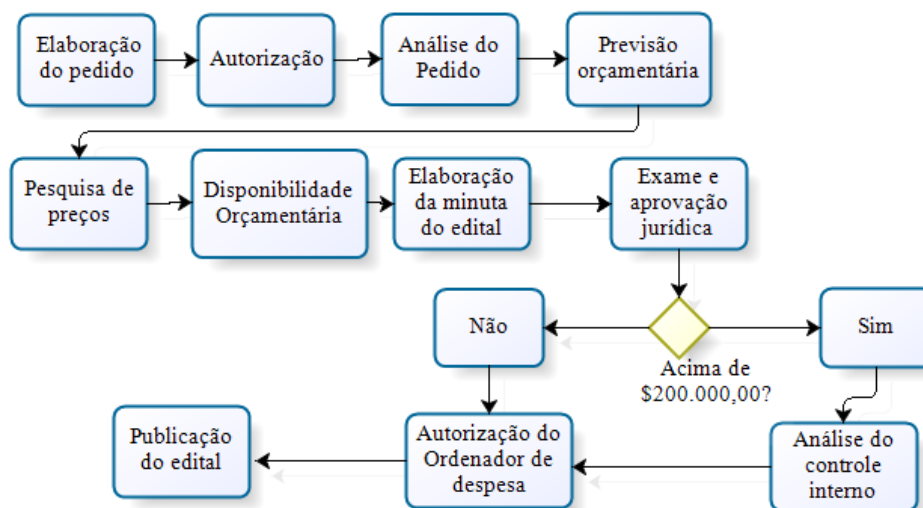 Elaboração
do pedido
Autorização
Análise do
Pedido
Previsão
orçamentária
Pesquisa de
preços
Disponibilidade
Orçamentária
Elaboração
da minuta
do edital
Exame e
aprovação
jurídica
Não
Acima de
$200.000,00?
Sim
Publicação
do edital
Autorização do
Ordenador de
despesa
Análise do
controle
interno